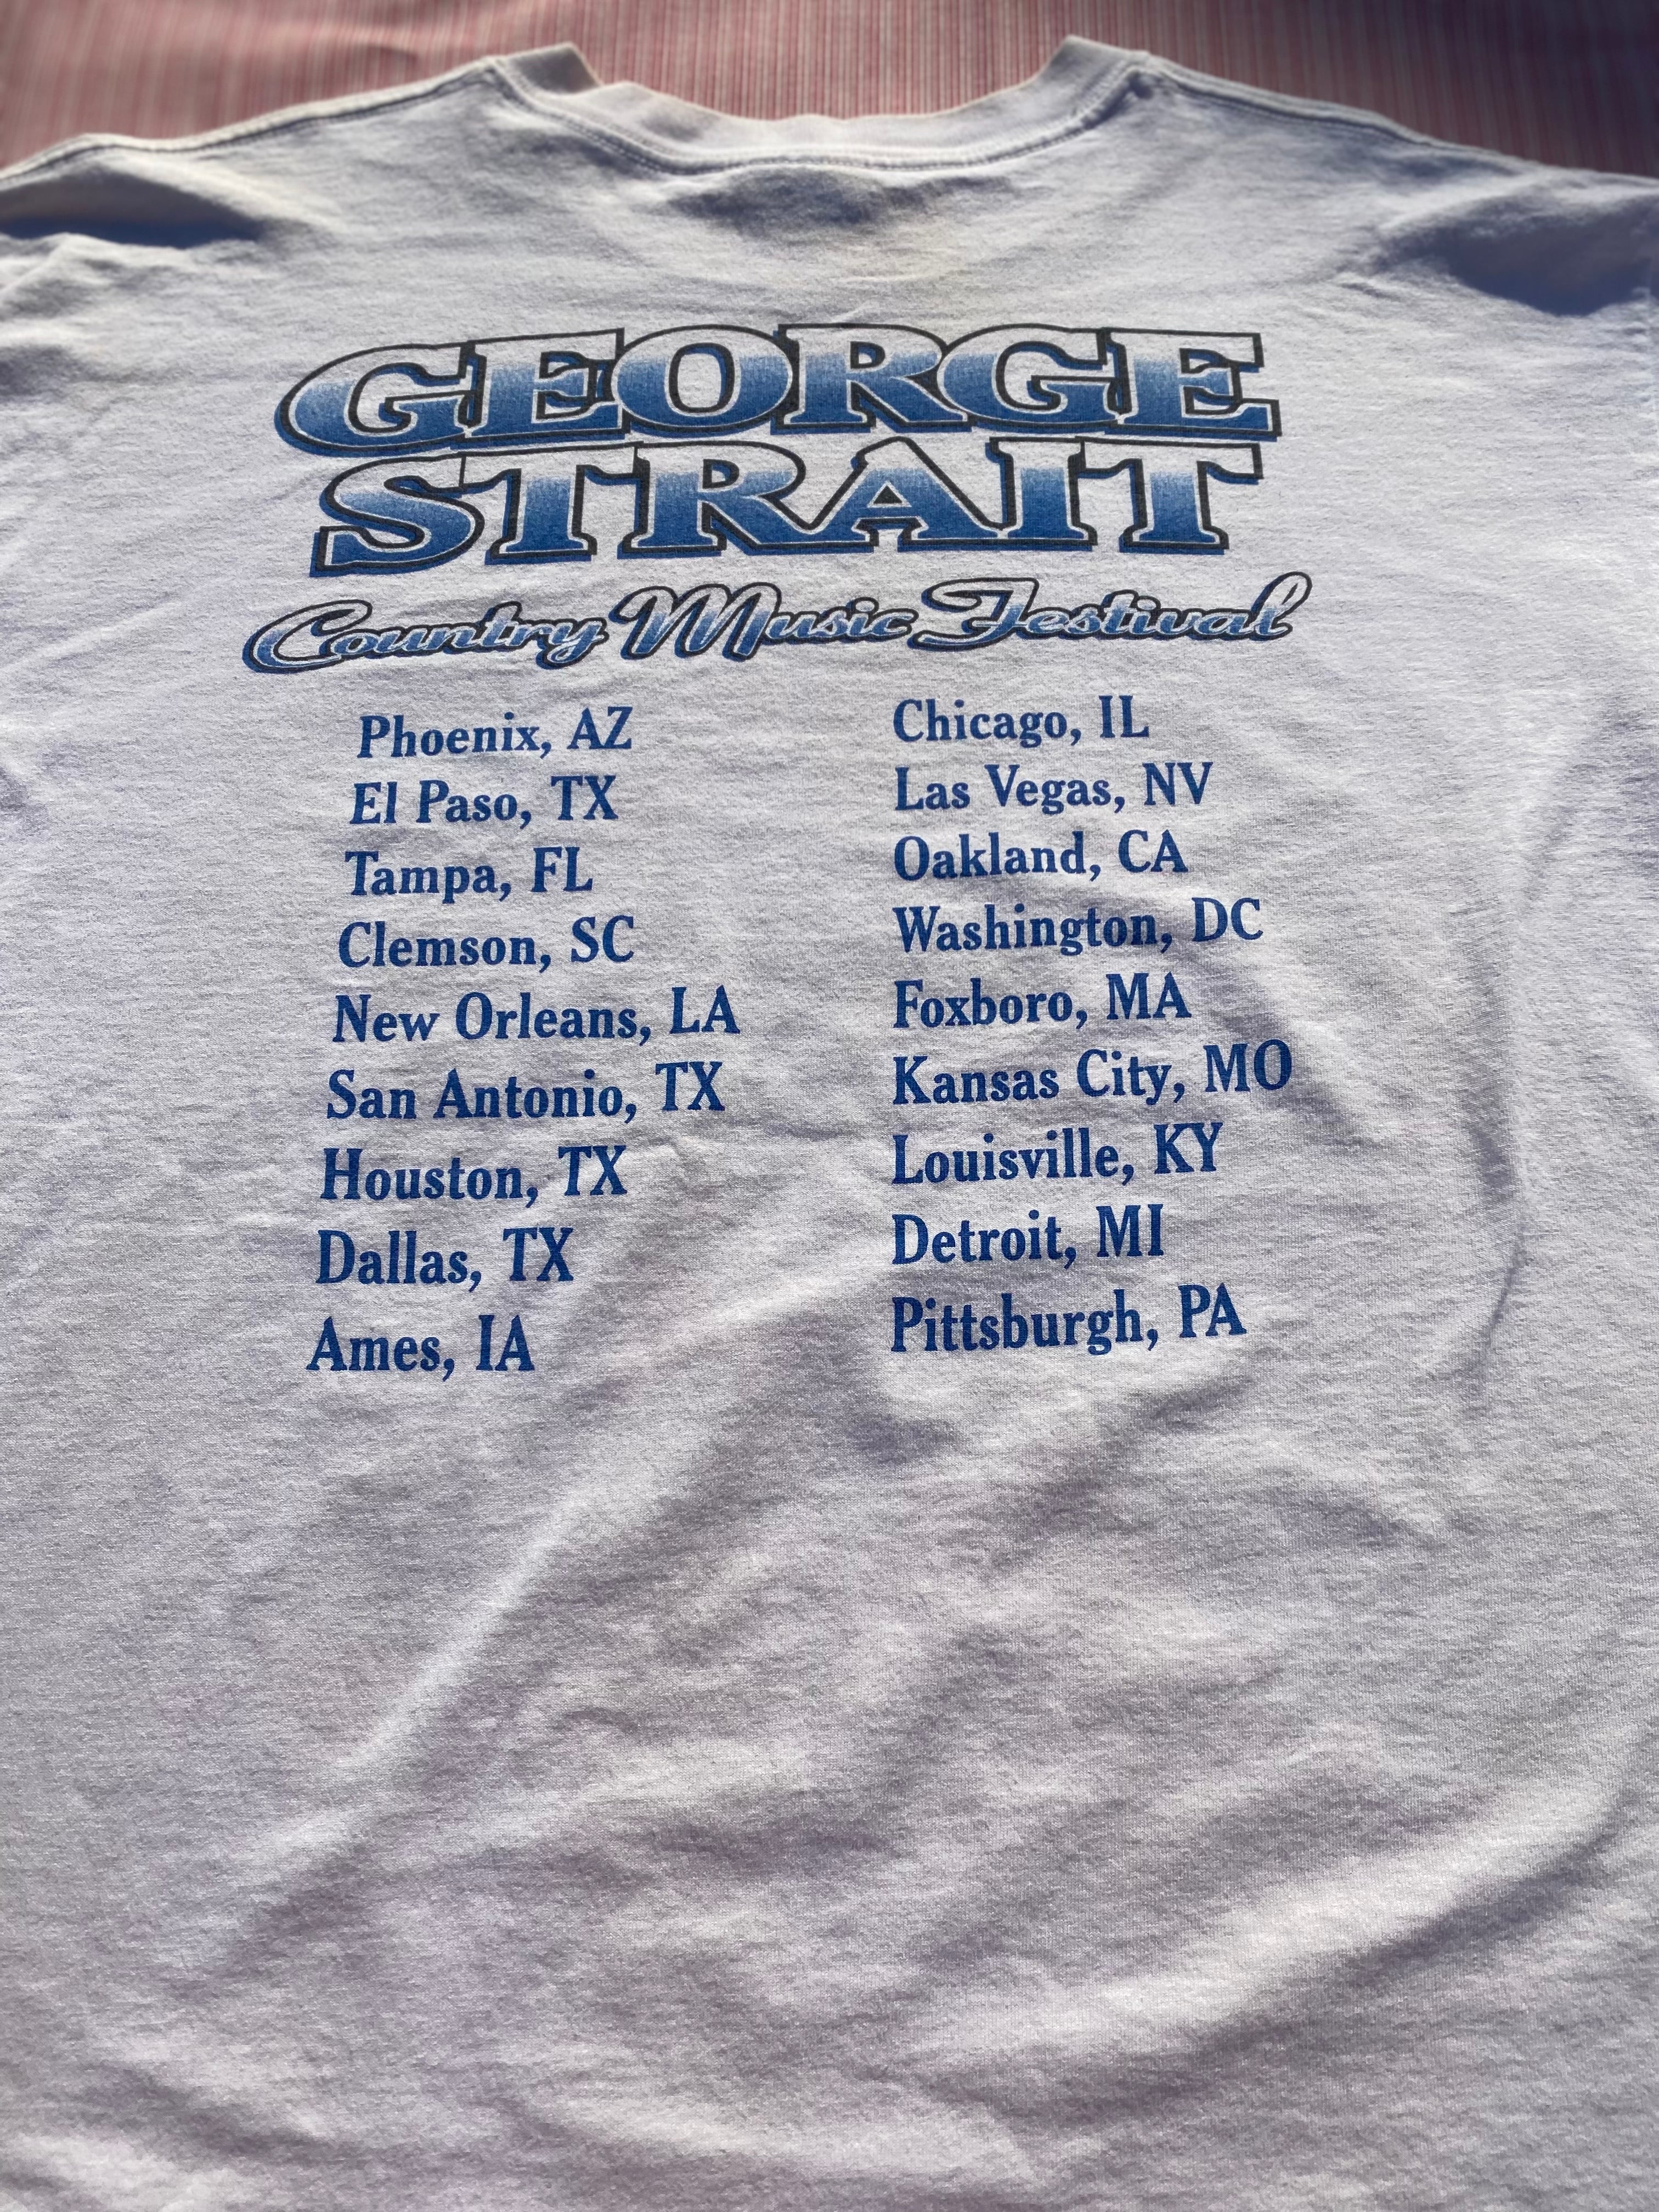 GEORGE
STRAIT
Country Music Festival
Phoenix, AZ
El Paso, TX
Tampa, FL
Clemson, SC
New Orleans, LA
San Antonio, TX
Houston, TX
Dallas, TX
Ames, IA
Chicago, IL
Las Vegas, NV
Oakland, CA
Washington, DC
Foxboro, MA
Kansas City, MO
Louisville, KY
Detroit, MI
Pittsburgh, PA